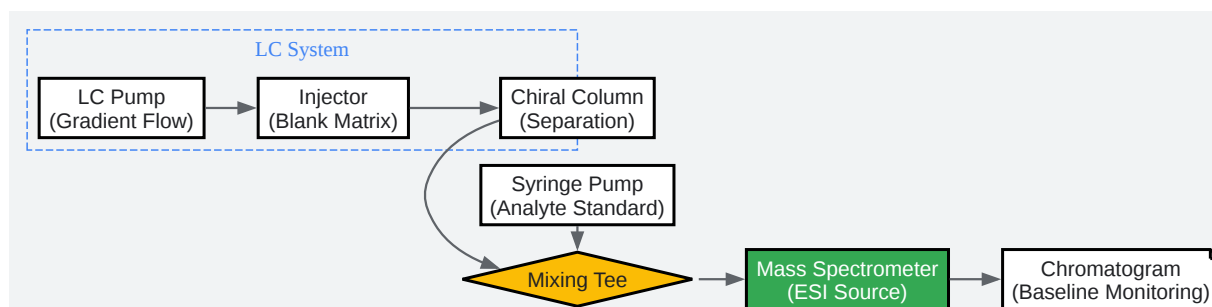 LC System
LC Pump
(Gradient Flow)
Injector
(Blank Matrix)
Chiral Column
(Separation)
Syringe Pump
(Analyte Standard)
Mixing Tee
Mass Spectrometer
(ESI Source)
Chromatogram
(Baseline Monitoring)